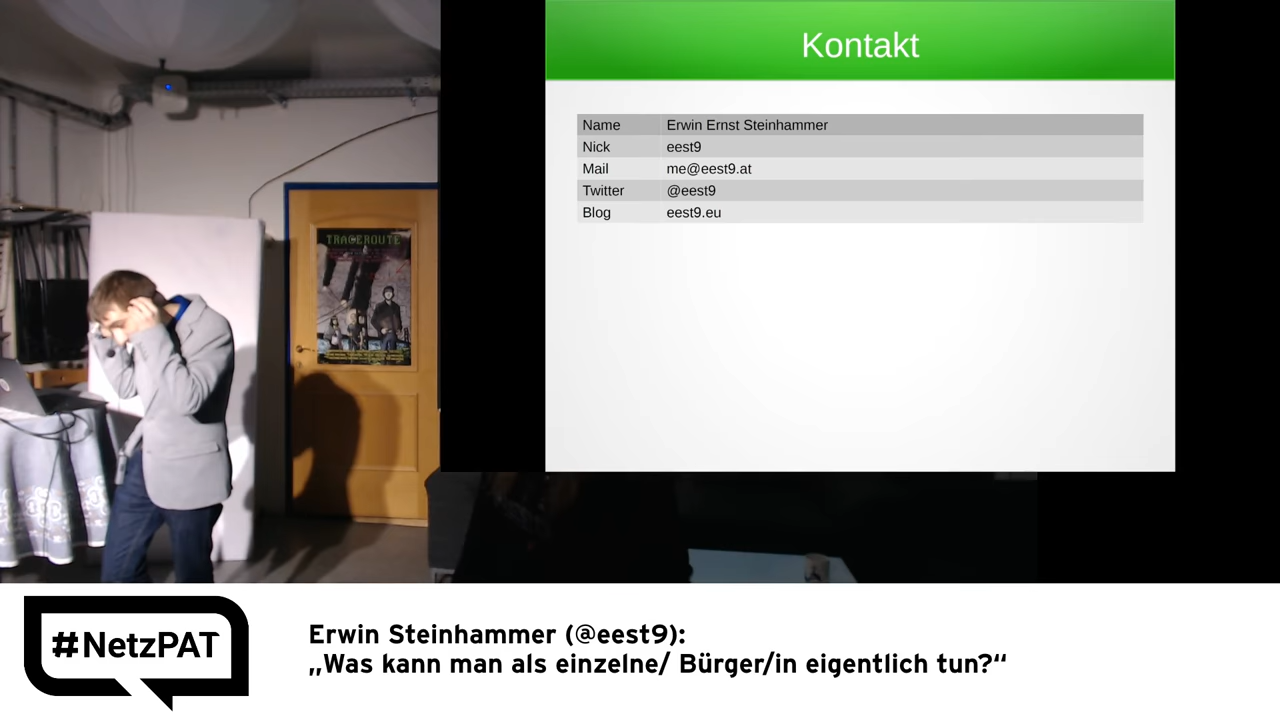 Kontakt
Name Erwin Ernst Steinhammer
Nick eest9
Mail me@eest9.at
Twitter @eest9
Blog eest9.eu
TRACEROUTE
#NetzPAT
Erwin Steinhammer (@eest9):
„Was kann man als einzelne/ Bürger/in eigentlich tun?“